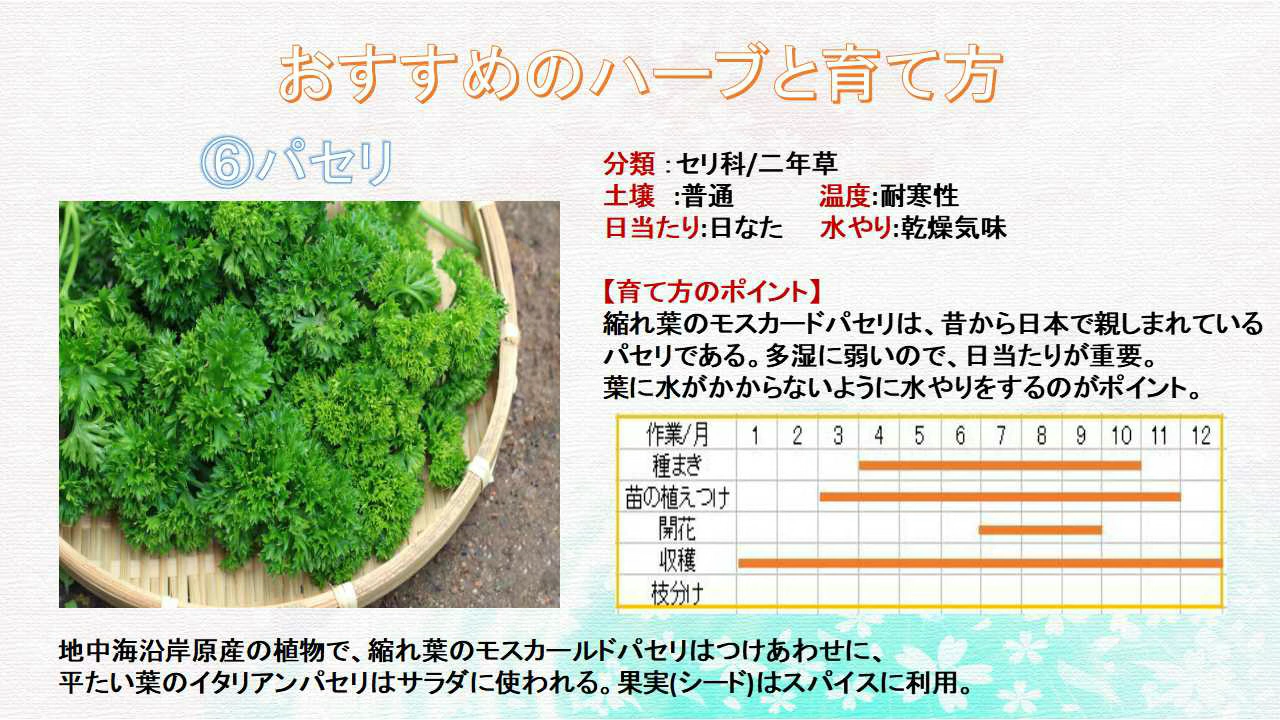 おすすめのハーブと育て方
⑥パセリ
分類：セリ科/二年草
土壌 :普通 温度:耐寒性
日当たり:日なた 水やり:乾燥気味
【育て方のポイント】
縮れ葉のモスカードパセリは、昔から日本で親しまれている
パセリである。多湿に弱いので、日当たりが重要。
葉に水がかからないように水やりをするのがポイント。
作業/月 1 2 3 4 5 6 7 8 9 10 11 12
種まき
苗の植えつけ
開花
収穫
枝分け
地中海沿岸原産の植物で、縮れ葉のモスカールドパセリはつけあわせに、
平たい葉のイタリアンパセリはサラダに使われる。果実(シード)はスパイスに利用。